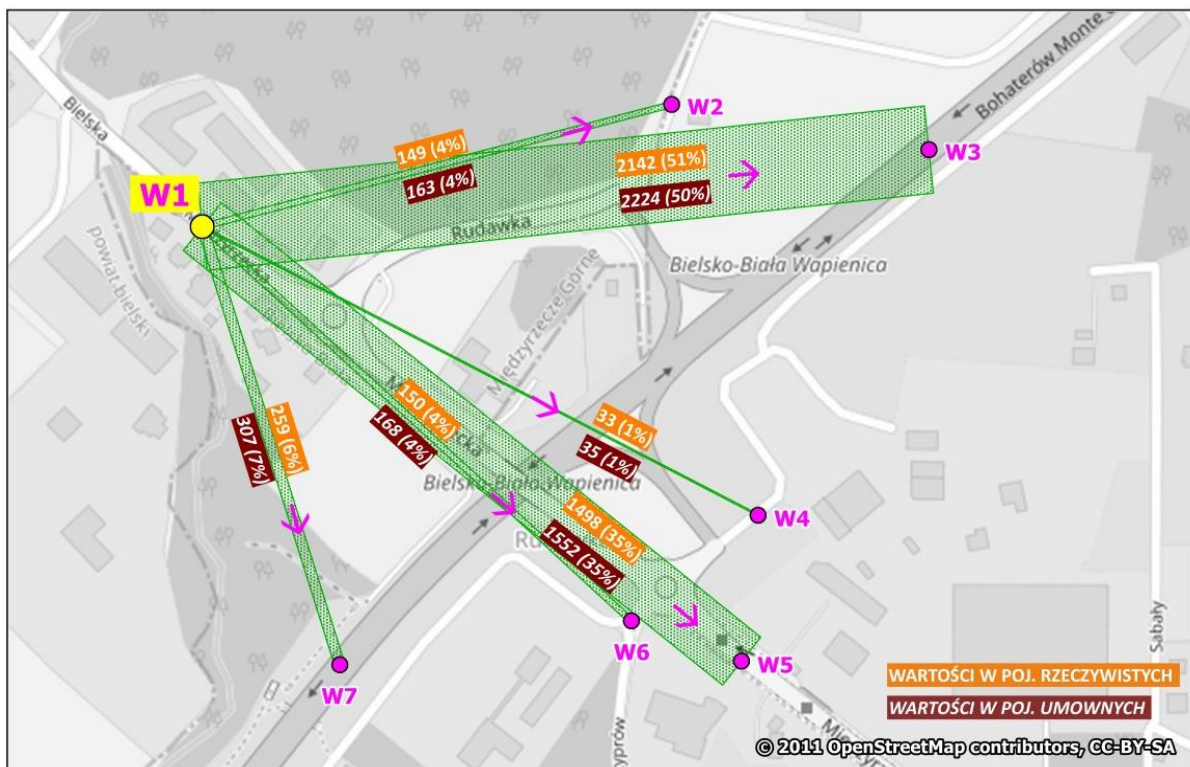 Bielska
W1
powiat bielski
149 (4%)
163 (4%)
W2
2142 (51%)
2224 (50%)
W3
Bohaterów Monte
Rudawka
Bielsko-Biała Wapienica
Międzyrzecze Górne
259 (6%)
307 (7%)
150 (4%)
168 (4%)
33 (1%)
35 (1%)
Bielsko-Biała Wapienica
W4
1498 (35%)
1552 (35%)
W6
W5
W7
Sabały
WARTOŚCI W POJ. RZECZYWISTYCH
WARTOŚCI W POJ. UMOWNYCH
© 2011 OpenStreetMap contributors, CC-BY-SA